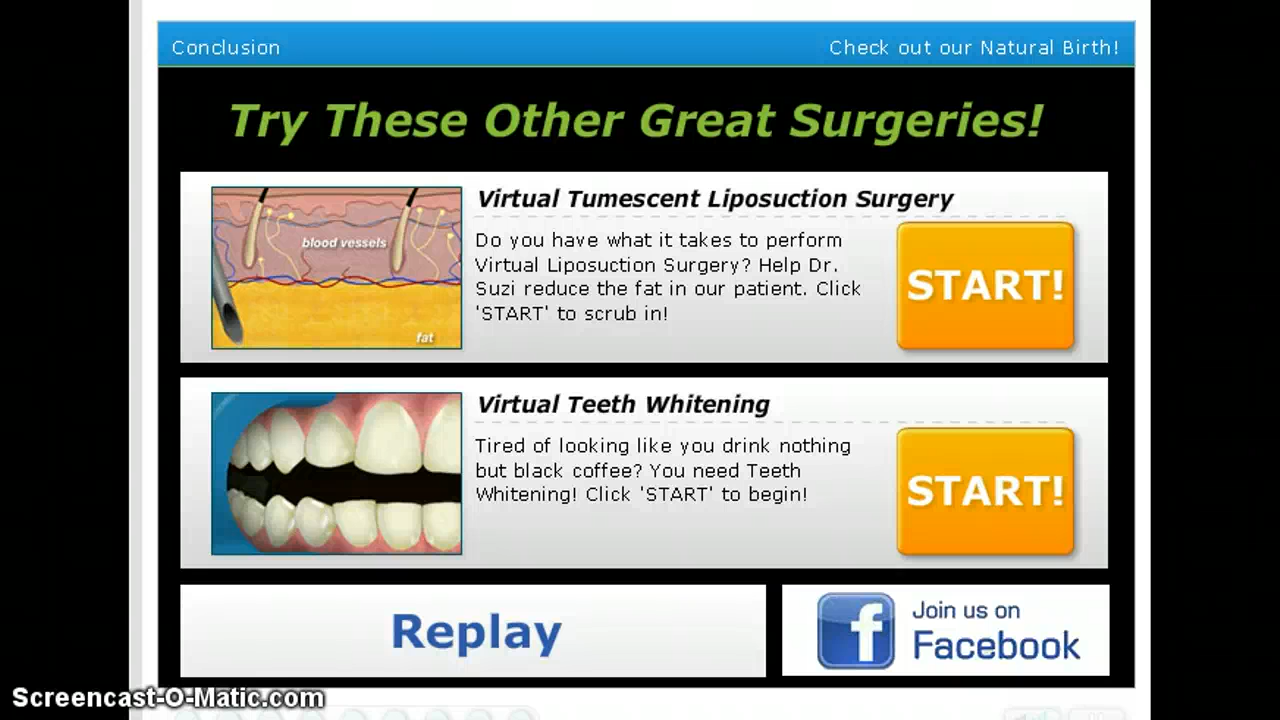 Conclusion
Check out our Natural Birth!
Try These Other Great Surgeries!
blood vessels
fat
Virtual Tumescent Liposuction Surgery
Do you have what it takes to perform
Virtual Liposuction Surgery? Help Dr.
Suzi reduce the fat in our patient. Click
'START' to scrub in!
START!
Virtual Teeth Whitening
Tired of looking like you drink nothing
but black coffee? You need Teeth
Whitening! Click 'START' to begin!
START!
Replay
f
Join us on
Facebook
Screencast-O-Matic.com